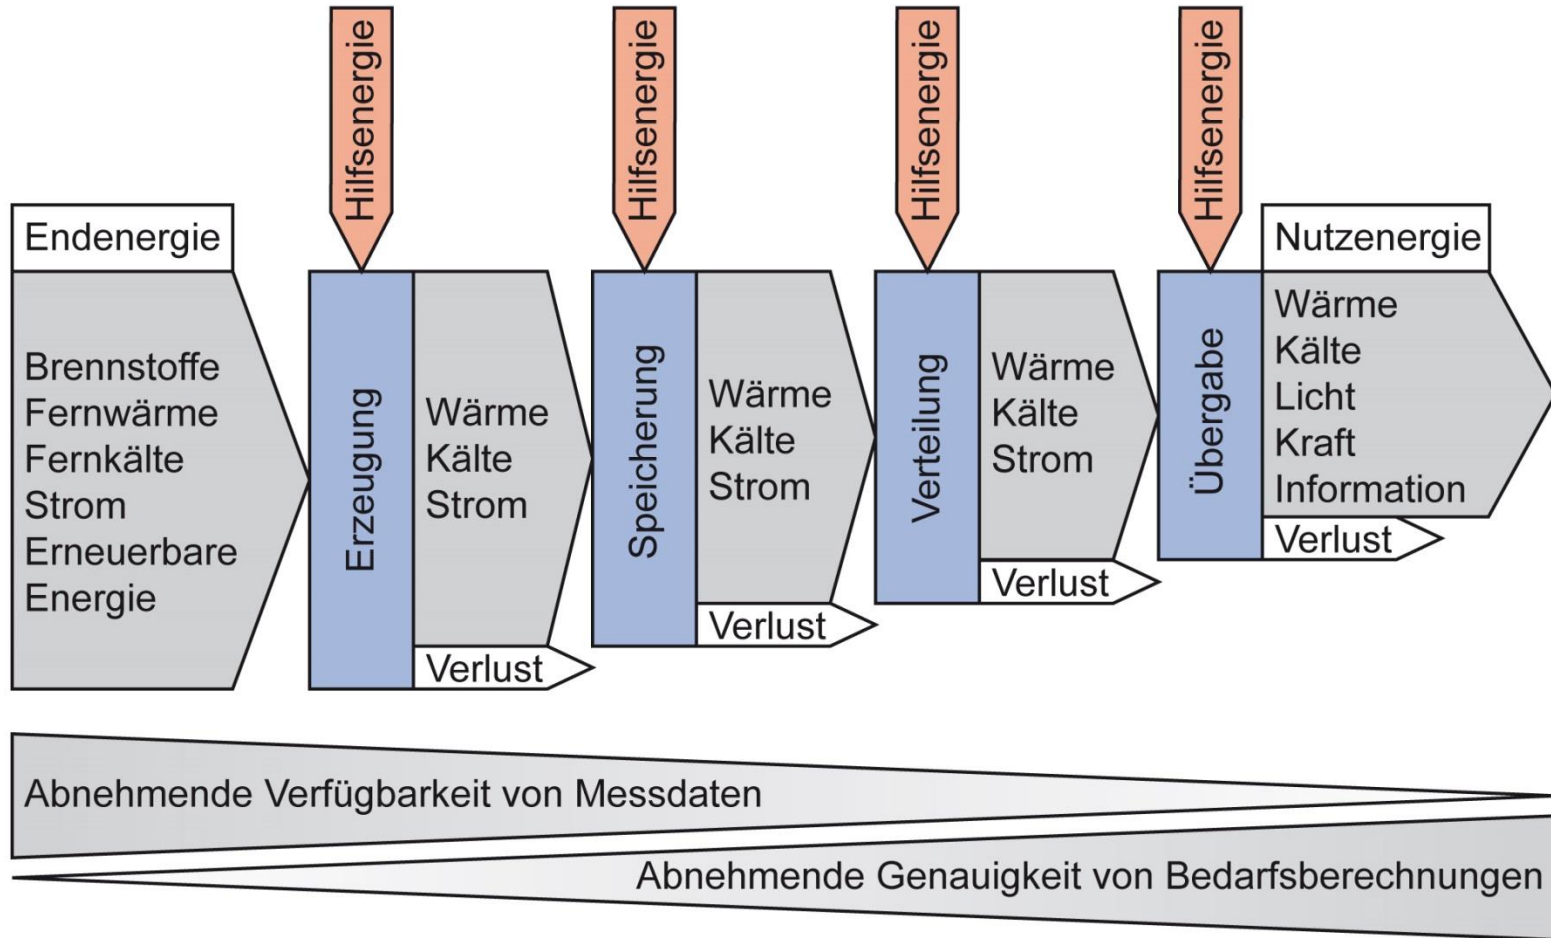 Hilfsenergie
Hilfsenergie
Hilfsenergie
Hilfsenergie
Endenergie
Brennstoffe
Fernwärme
Fernkälte
Strom
Erneuerbare
Energie
Erzeugung
Wärme
Kälte
Strom
Verlust
Speicherung
Wärme
Kälte
Strom
Verlust
Verteilung
Wärme
Kälte
Strom
Verlust
Übergabe
Nutzenergie
Wärme
Kälte
Licht
Kraft
Information
Verlust
Abnehmende Verfügbarkeit von Messdaten
Abnehmende Genauigkeit von Bedarfsberechnungen